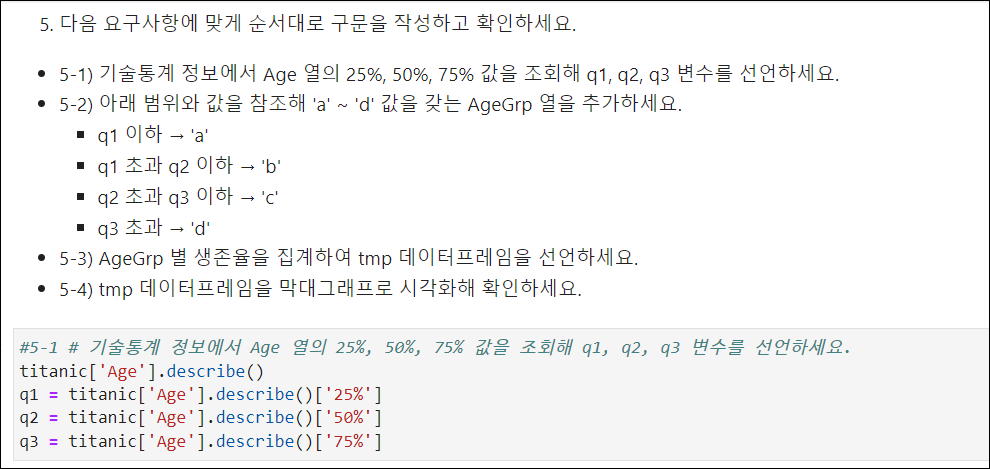 5. 다음 요구사항에 맞게 순서대로 구문을 작성하고 확인하세요.
• 5-1) 기술통계 정보에서 Age 열의 25%, 50%, 75% 값을 조회해 q1, q2, q3 변수를 선언하세요.
• 5-2) 아래 범위와 값을 참조해 'a' ~ 'd' 값을 갖는 AgeGrp 열을 추가하세요.
▪ q1 이하 → 'a'
▪ q1 초과 q2 이하 → 'b'
▪ q2 초과 q3 이하 → 'c'
▪ q3 초과 → 'd'
• 5-3) AgeGrp 별 생존율을 집계하여 tmp 데이터프레임을 선언하세요.
• 5-4) tmp 데이터프레임을 막대그래프로 시각화해 확인하세요.
#5-1 # 기술통계 정보에서 Age 열의 25%, 50%, 75% 값을 조회해 q1, q2, q3 변수를 선언하세요.
titanic['Age'].describe()
q1 = titanic['Age'].describe()['25%']
q2 = titanic['Age'].describe()['50%']
q3 = titanic['Age'].describe()['75%']